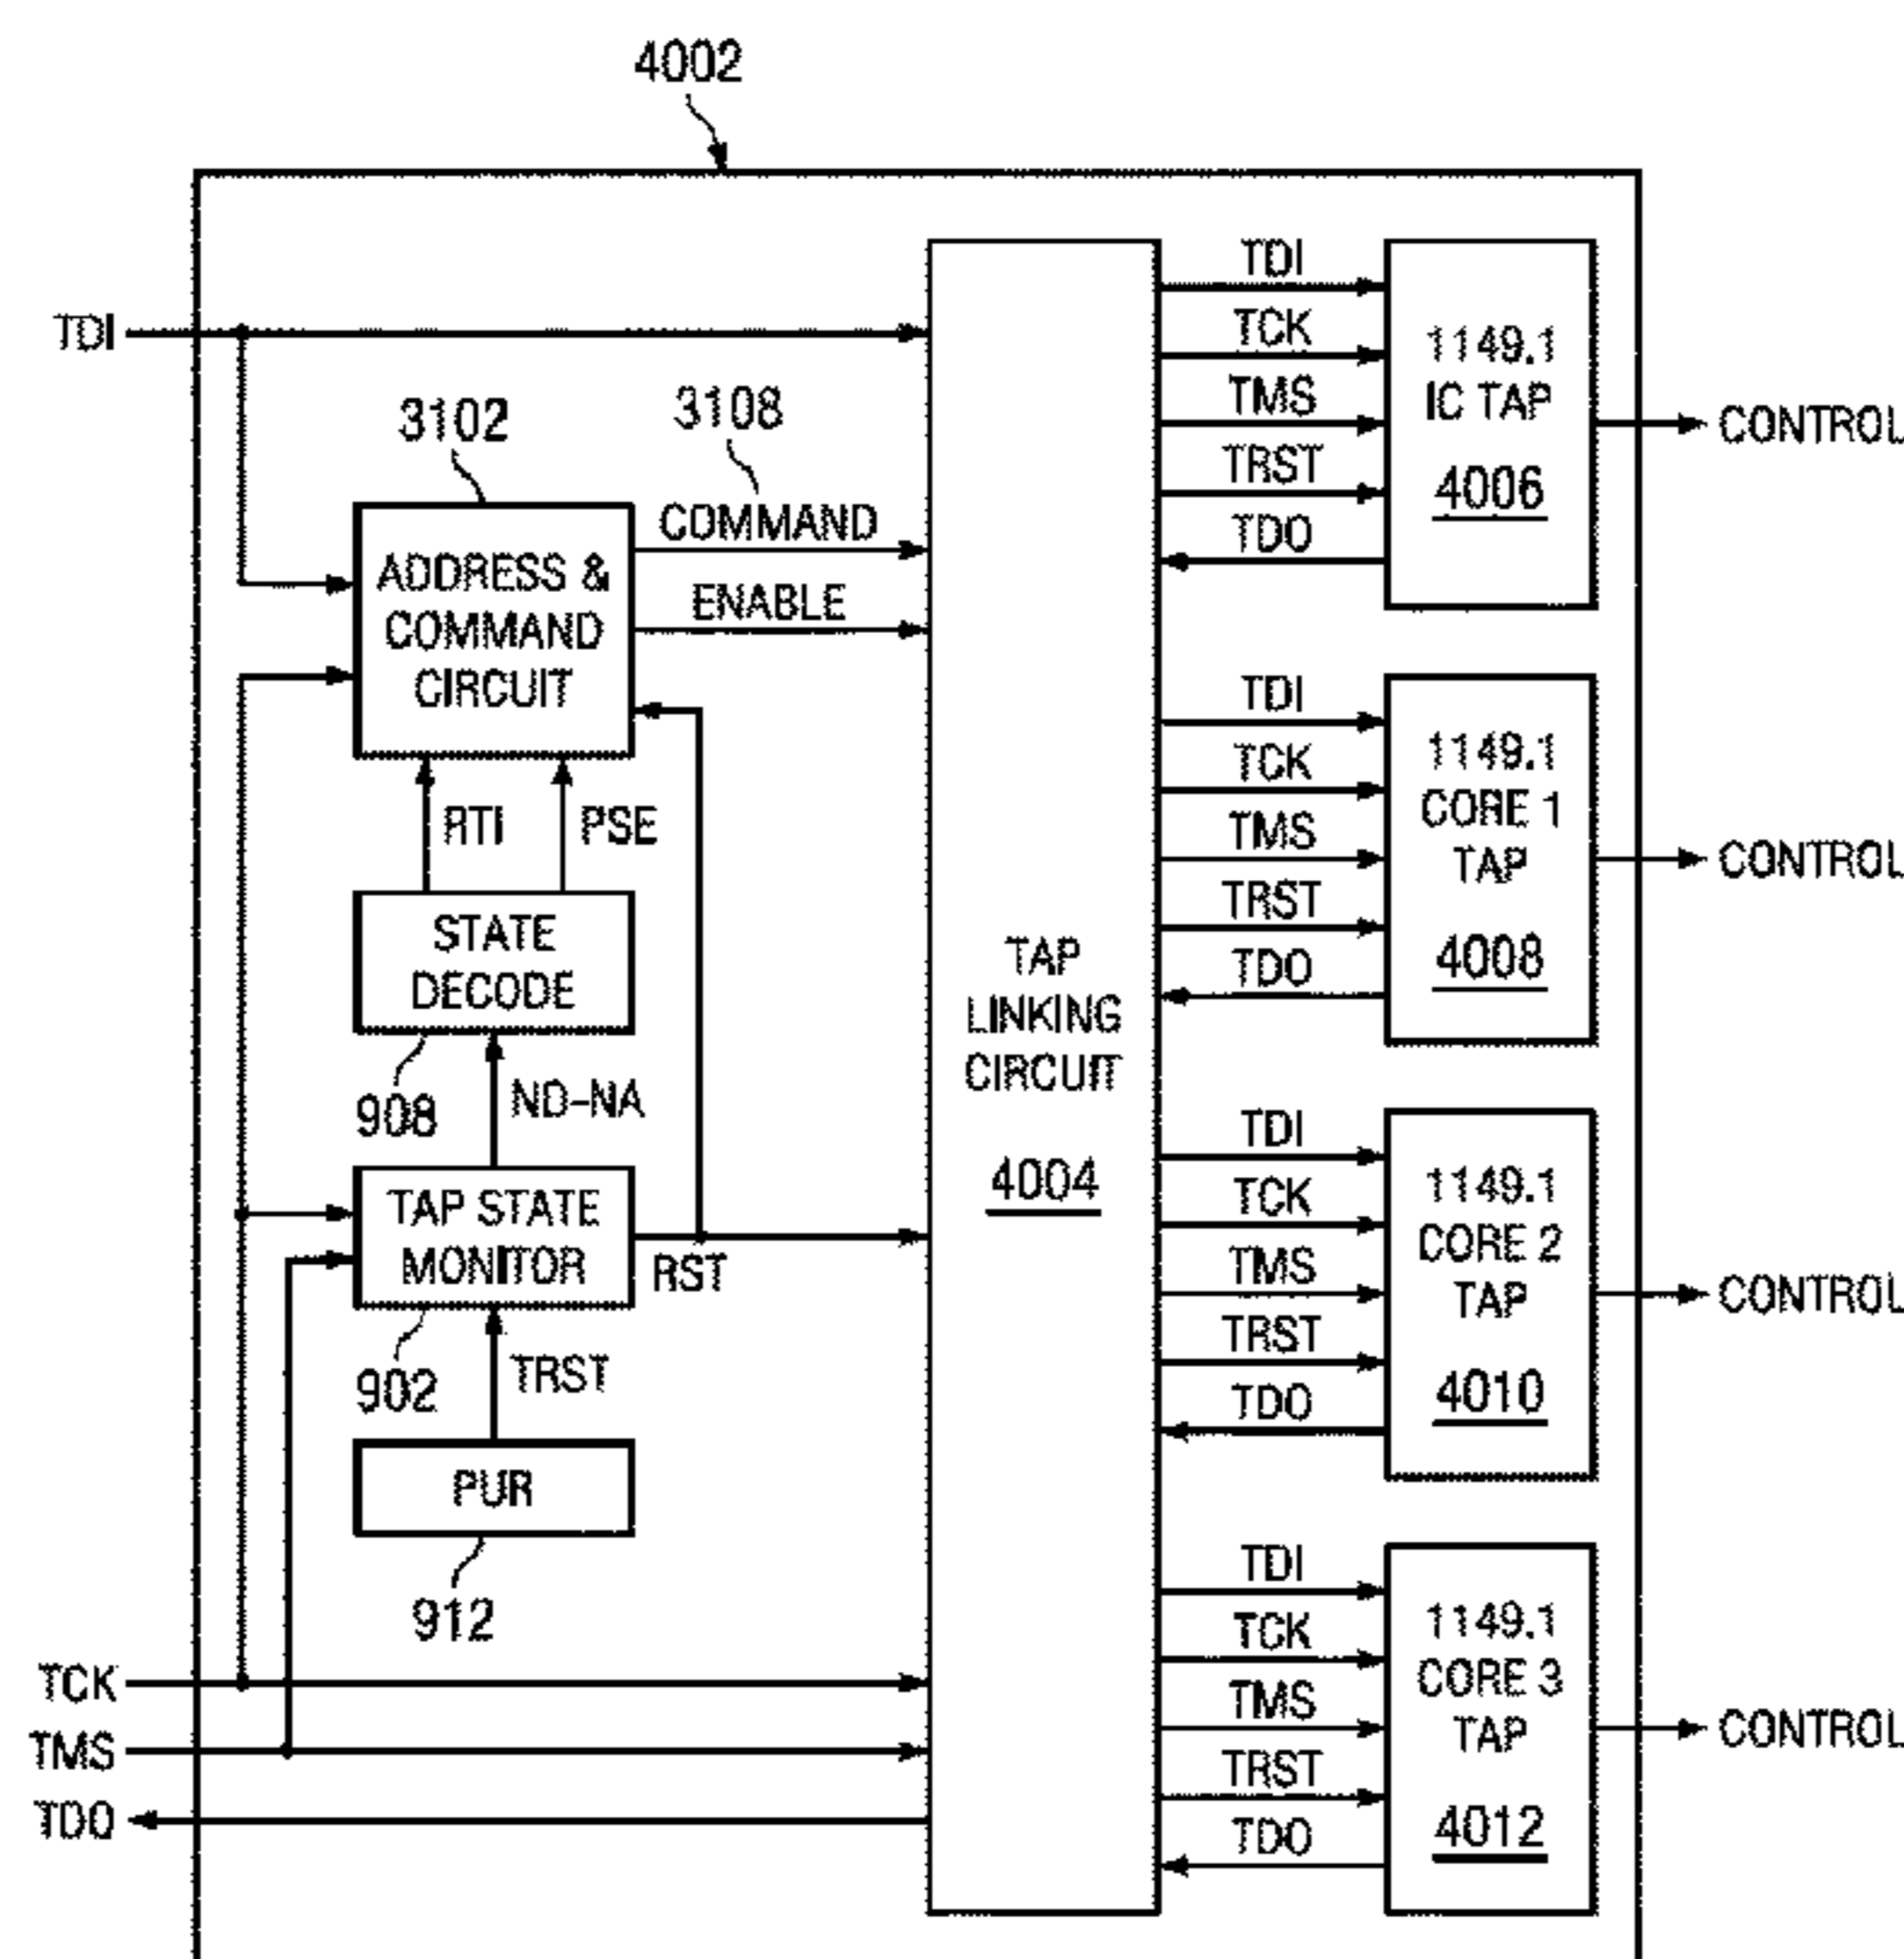 4002
TDI
3102
3108
ADDRESS &
COMMAND
CIRCUIT
COMMAND
ENABLE
RTI
PSE
STATE
DECODE
908
ND-NA
TAP STATE
MONITOR
RST
902
TRST
PUR
912
TCK
TMS
TDO
TAP
LINKING
CIRCUIT
4004
TDI
TCK
TMS
TRST
TDO
1149.1
IC TAP
4006
CONTROL
TDI
TCK
TMS
TRST
TDO
1149.1
CORE 1
TAP
4008
CONTROL
TDI
TCK
TMS
TRST
TDO
1149.1
CORE 2
TAP
4010
CONTROL
TDI
TCK
TMS
TRST
TDO
1149.1
CORE 3
TAP
4012
CONTROL